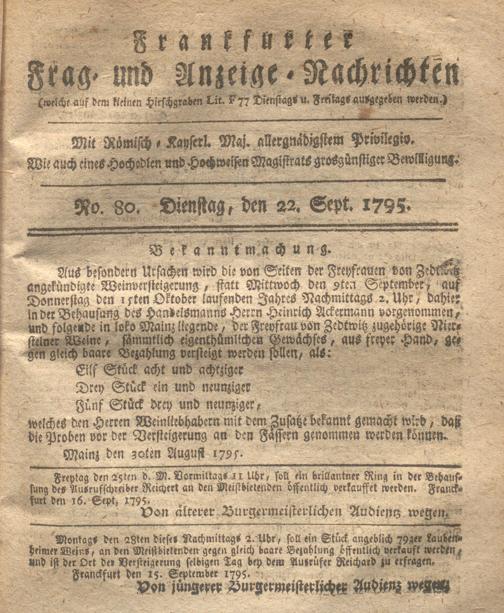 Frankfurter
Frag- und Anzeige-Nachrichten
(welche auf dem kleinen Hirschgraben Lit. F 77 Dienstags u. Freitags ausgegeben werden.)
Mit Römisch-Kayserl. Maj. allergnädigstem Privilegio.
Wie auch eines Hochedlen und Hochweisen Magistrats grosgünstiger Bewilligung.
No. 80. Dienstag, den 22. Sept. 1795.
Bekanntmachung.
Aus besondern Ursachen wird die von Seiten der Freyfrauen von Zedtwitz
angekündigte Weinversteigerung, statt Mittwoch den 9ten September, auf
Donnerstag den 15ten Oktober laufenden Jahres Nachmittags 2. Uhr, dahier
in der Behausung des Handelsmanns Herrn Heinrich Ackermann vorgenommen,
und folgende in loko Mainz liegende, der Freyfrau von Zedtwitz zugehörige Nier-
steiner Weine, sämmtlich eigenthümlichen Gewächses, aus freyer Hand, ge-
gen gleich baare Bezahlung versteigt werden sollen, als:
Eilf Stück acht und achtziger
Drey Stück ein und neunziger
Fünf Stück drey und neunziger,
welches den Herren Weinliebhabern mit dem Zusatze bekannt gemacht wird, daß
die Proben vor der Versteigerung an den Fässern genommen werden können.
Mainz den 30ten August 1795.
Freytag den 25ten d. M. Vormittags 11 Uhr, soll ein brillantner Ring in der Behau-
sung des Ausrufschreiber Reichert an den Meistbietenden öffentlich verkauffet werden. Frank-
furt den 16. Sept. 1795.
Von älterer Burgermeisterlichen Audientz wegen.
Montags den 28ten dieses Nachmittags 2. Uhr, soll ein Stück angeblich 79ger Lauben-
heimer Weins, an den Meistbietenden gegen gleich baare Bezahlung öffentlich verkauft werden,
und ist der Ort der Versteigerung selbigen Tag bey dem Ausrüfer Reichard zu erfragen.
Frankfurt den 15. September 1795.
Von jüngerer Burgermeisterlicher Audienz wegen.